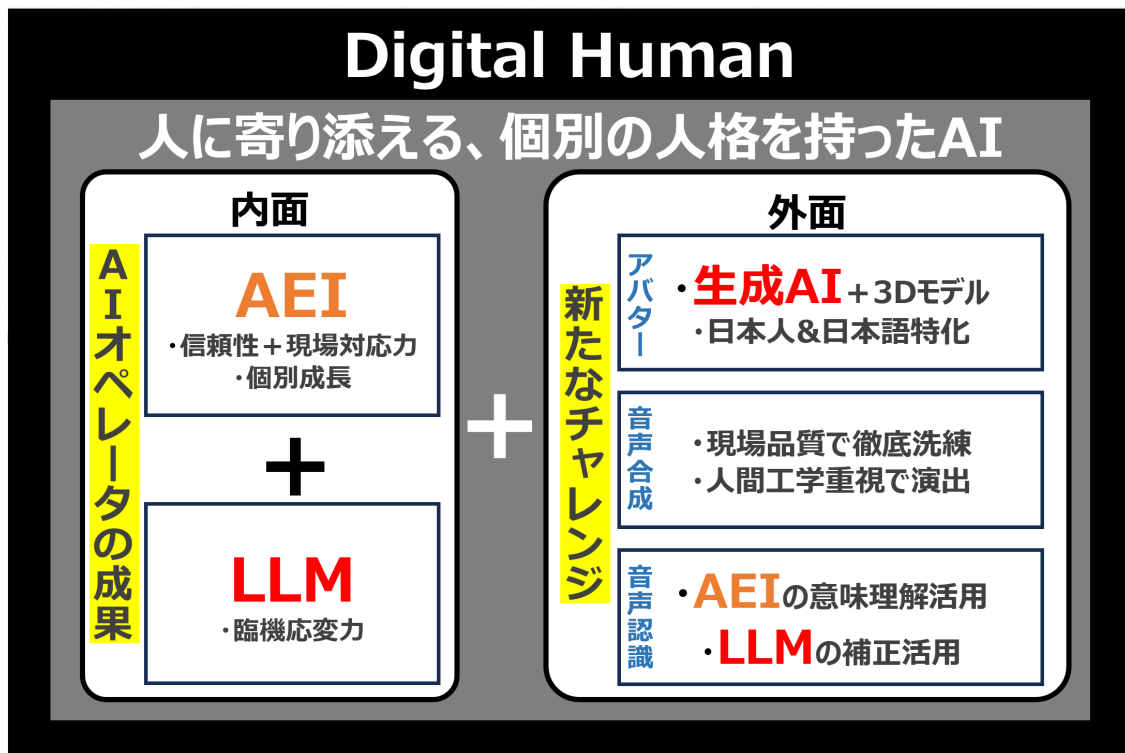 Digital Human
人に寄り添える、個別の人格を持ったAI
内面
AIオペレータの成果
AEI
・信頼性＋現場対応力
・個別成長
＋
LLM
・臨機応変力
＋
外面
新たなチャレンジ
アバター
・生成AI＋3Dモデル
・日本人&日本語特化
音声合成
・現場品質で徹底洗練
・人間工学重視で演出
音声認識
・AEIの意味理解活用
・LLMの補正活用